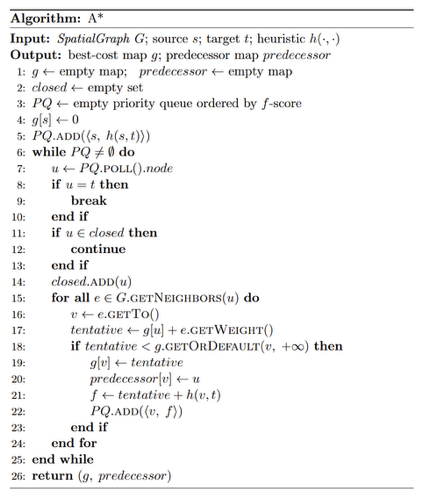 Algorithm: A*
Input: SpatialGraph G; source s; target t; heuristic h(·,·)
Output: best-cost map g; predecessor map predecessor
1: g ← empty map; predecessor ← empty map
2: closed ← empty set
3: PQ ← empty priority queue ordered by f-score
4: g[s] ← 0
5: PQ.ADD(⟨s, h(s,t)⟩)
6: while PQ ≠ ∅ do
7: u ← PQ.POLL().node
8: if u = t then
9: break
10: end if
11: if u ∈ closed then
12: continue
13: end if
14: closed.ADD(u)
15: for all e ∈ G.GETNEIGHBORS(u) do
16: v ← e.GETTO()
17: tentative ← g[u] + e.GETWEIGHT()
18: if tentative < g.GETORDEFAULT(v, +∞) then
19: g[v] ← tentative
20: predecessor[v] ← u
21: f ← tentative + h(v,t)
22: PQ.ADD(⟨v, f⟩)
23: end if
24: end for
25: end while
26: return (g, predecessor)